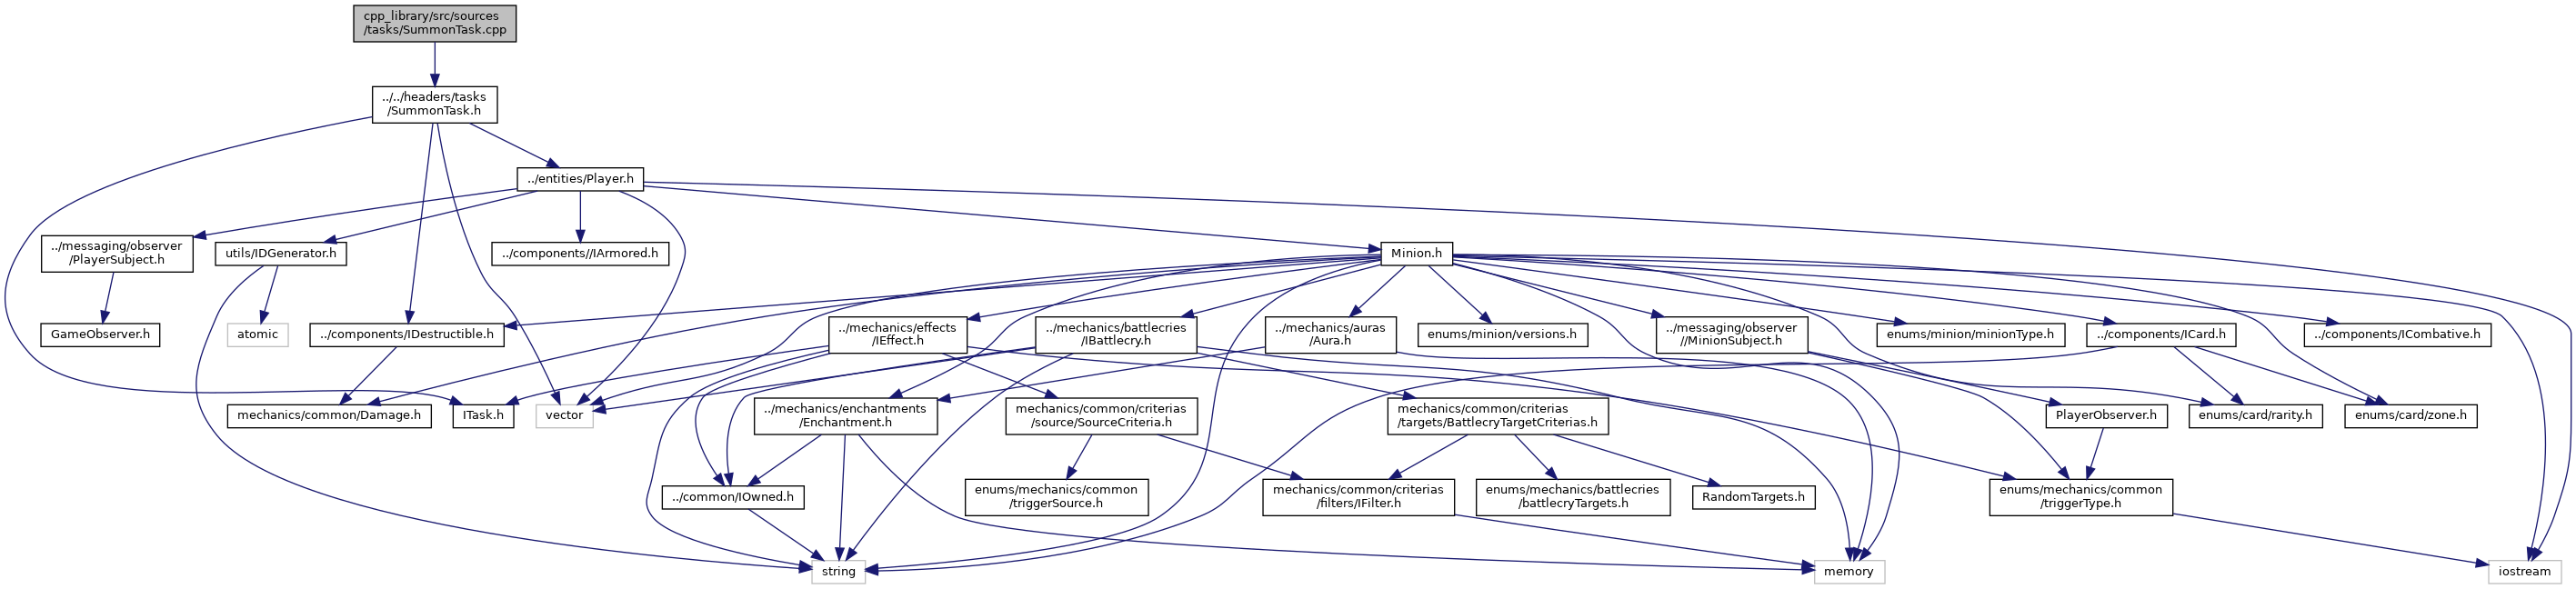 cpp_library/src/sources
/tasks/SummonTask.cpp
../../headers/tasks
/SummonTask.h
../entities/Player.h
../messaging/observer
/PlayerSubject.h
utils/IDGenerator.h
../components//IArmored.h
Minion.h
GameObserver.h
atomic
../components/IDestructible.h
../mechanics/effects
/IEffect.h
../mechanics/battlecries
/IBattlecry.h
../mechanics/auras
/Aura.h
enums/minion/versions.h
../messaging/observer
//MinionSubject.h
enums/minion/minionType.h
../components/ICard.h
../components/ICombative.h
mechanics/common/Damage.h
ITask.h
vector
../mechanics/enchantments
/Enchantment.h
mechanics/common/criterias
/source/SourceCriteria.h
mechanics/common/criterias
/targets/BattlecryTargetCriterias.h
PlayerObserver.h
enums/card/rarity.h
enums/card/zone.h
../common/IOwned.h
enums/mechanics/common
/triggerSource.h
mechanics/common/criterias
/filters/IFilter.h
enums/mechanics/battlecries
/battlecryTargets.h
RandomTargets.h
enums/mechanics/common
/triggerType.h
string
memory
iostream